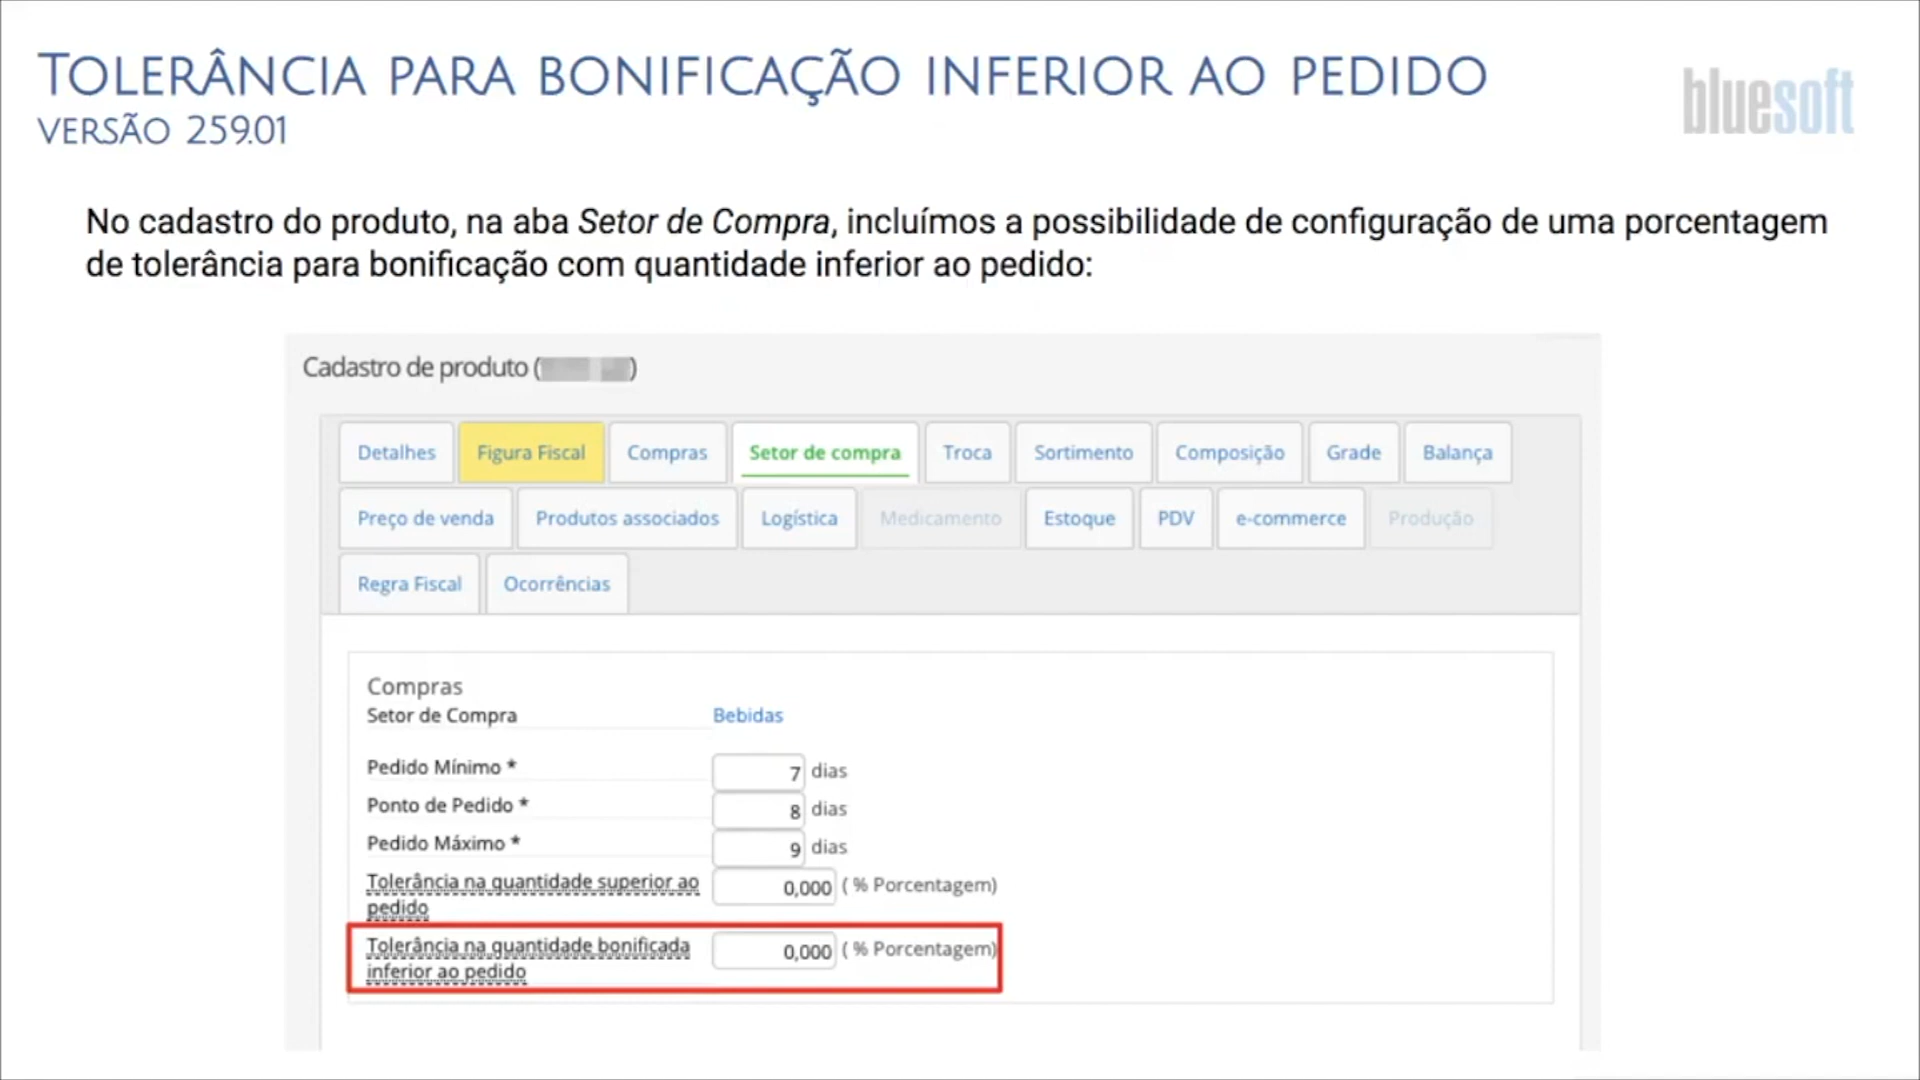 TOLERÂNCIA PARA BONIFICAÇÃO INFERIOR AO PEDIDO
VERSÃO 259.01
bluesoft
No cadastro do produto, na aba Setor de Compra, incluímos a possibilidade de configuração de uma porcentagem
de tolerância para bonificação com quantidade inferior ao pedido:
Cadastro de produto ( )
Detalhes Figura Fiscal Compras Setor de compra Troca Sortimento Composição Grade Balança
Preço de venda Produtos associados Logística Medicamento Estoque PDV e-commerce Produção
Regra Fiscal Ocorrências
Compras
Setor de Compra Bebidas
Pedido Mínimo * 7 dias
Ponto de Pedido * 8 dias
Pedido Máximo * 9 dias
Tolerância na quantidade superior ao 0,000 ( % Porcentagem)
pedido
Tolerância na quantidade bonificada 0,000 ( % Porcentagem)
inferior ao pedido